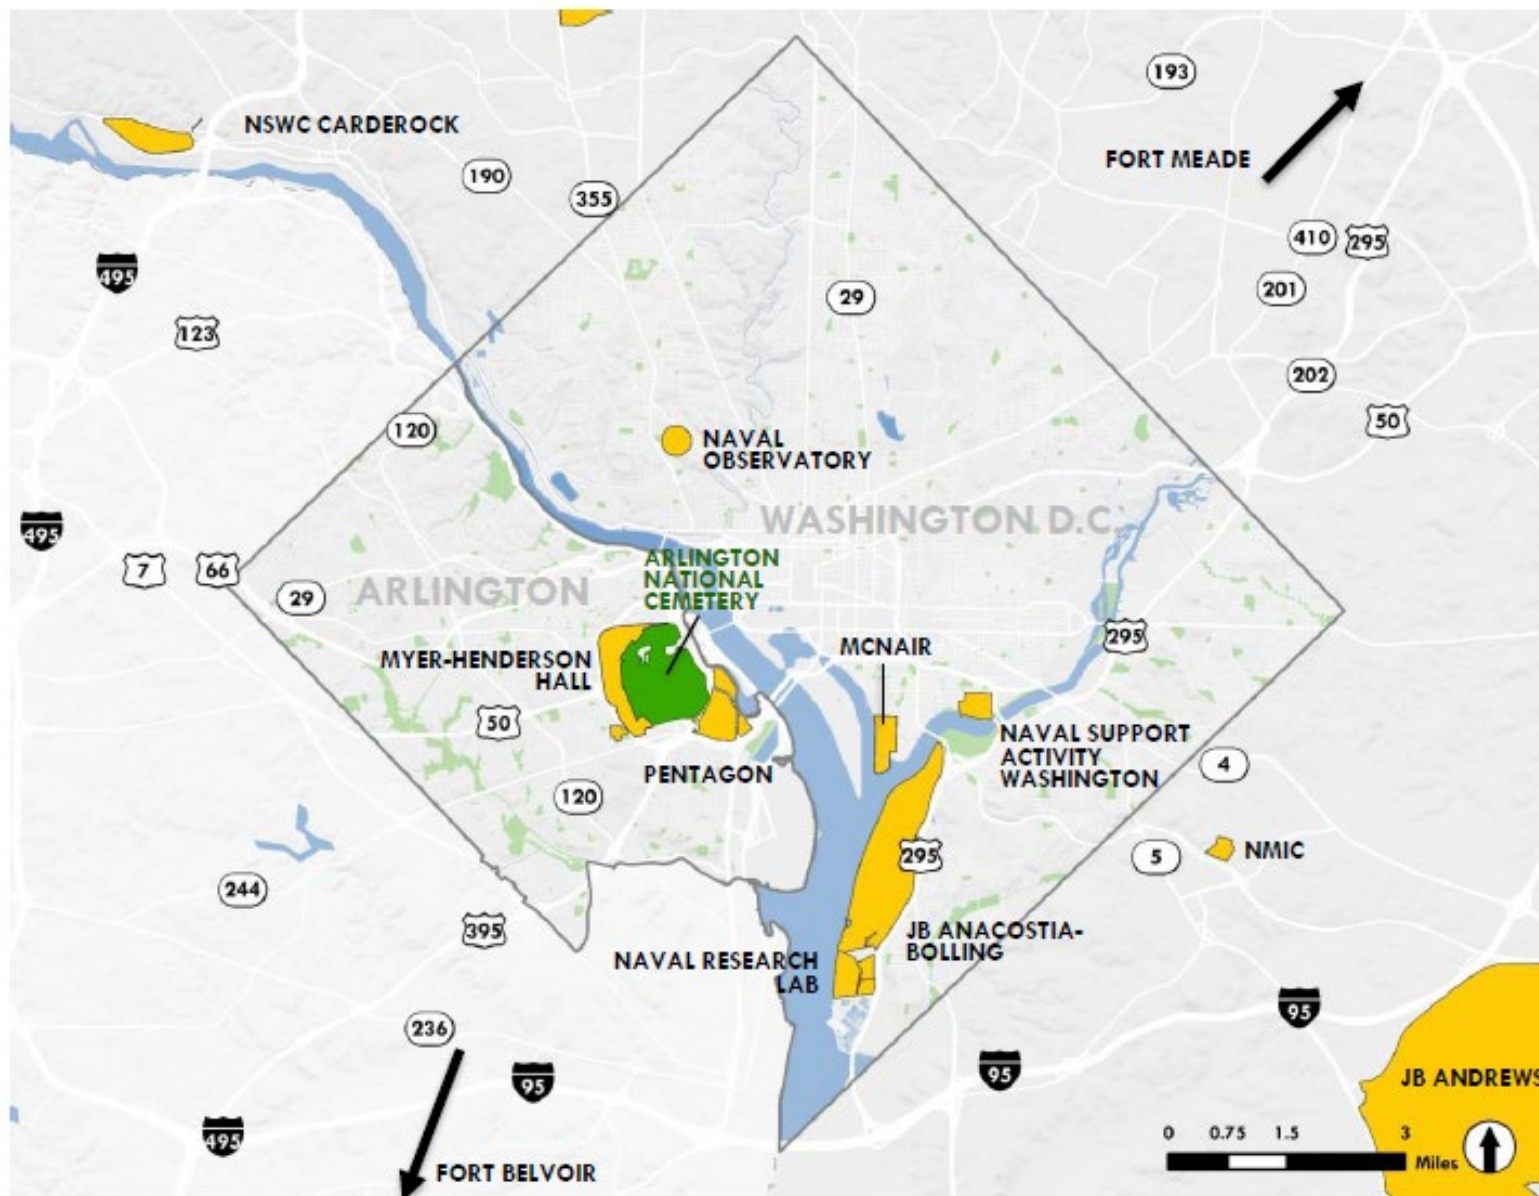 NSWC CARDEROCK
193
FORT MEADE
190
355
410
295
495
201
29
123
202
50
120
NAVAL
OBSERVATORY
495
WASHINGTON D.C.
7
66
ARLINGTON
NATIONAL
CEMETERY
29
ARLINGTON
295
MCNAIR
MYER-HENDERSON
HALL
50
NAVAL SUPPORT
ACTIVITY
WASHINGTON
PENTAGON
4
120
295
5
NMIC
244
395
JB ANACOSTIA-
BOLLING
NAVAL RESEARCH
LAB
95
236
95
95
JB ANDREWS
495
0 0.75 1.5 3
Miles
FORT BELVOIR